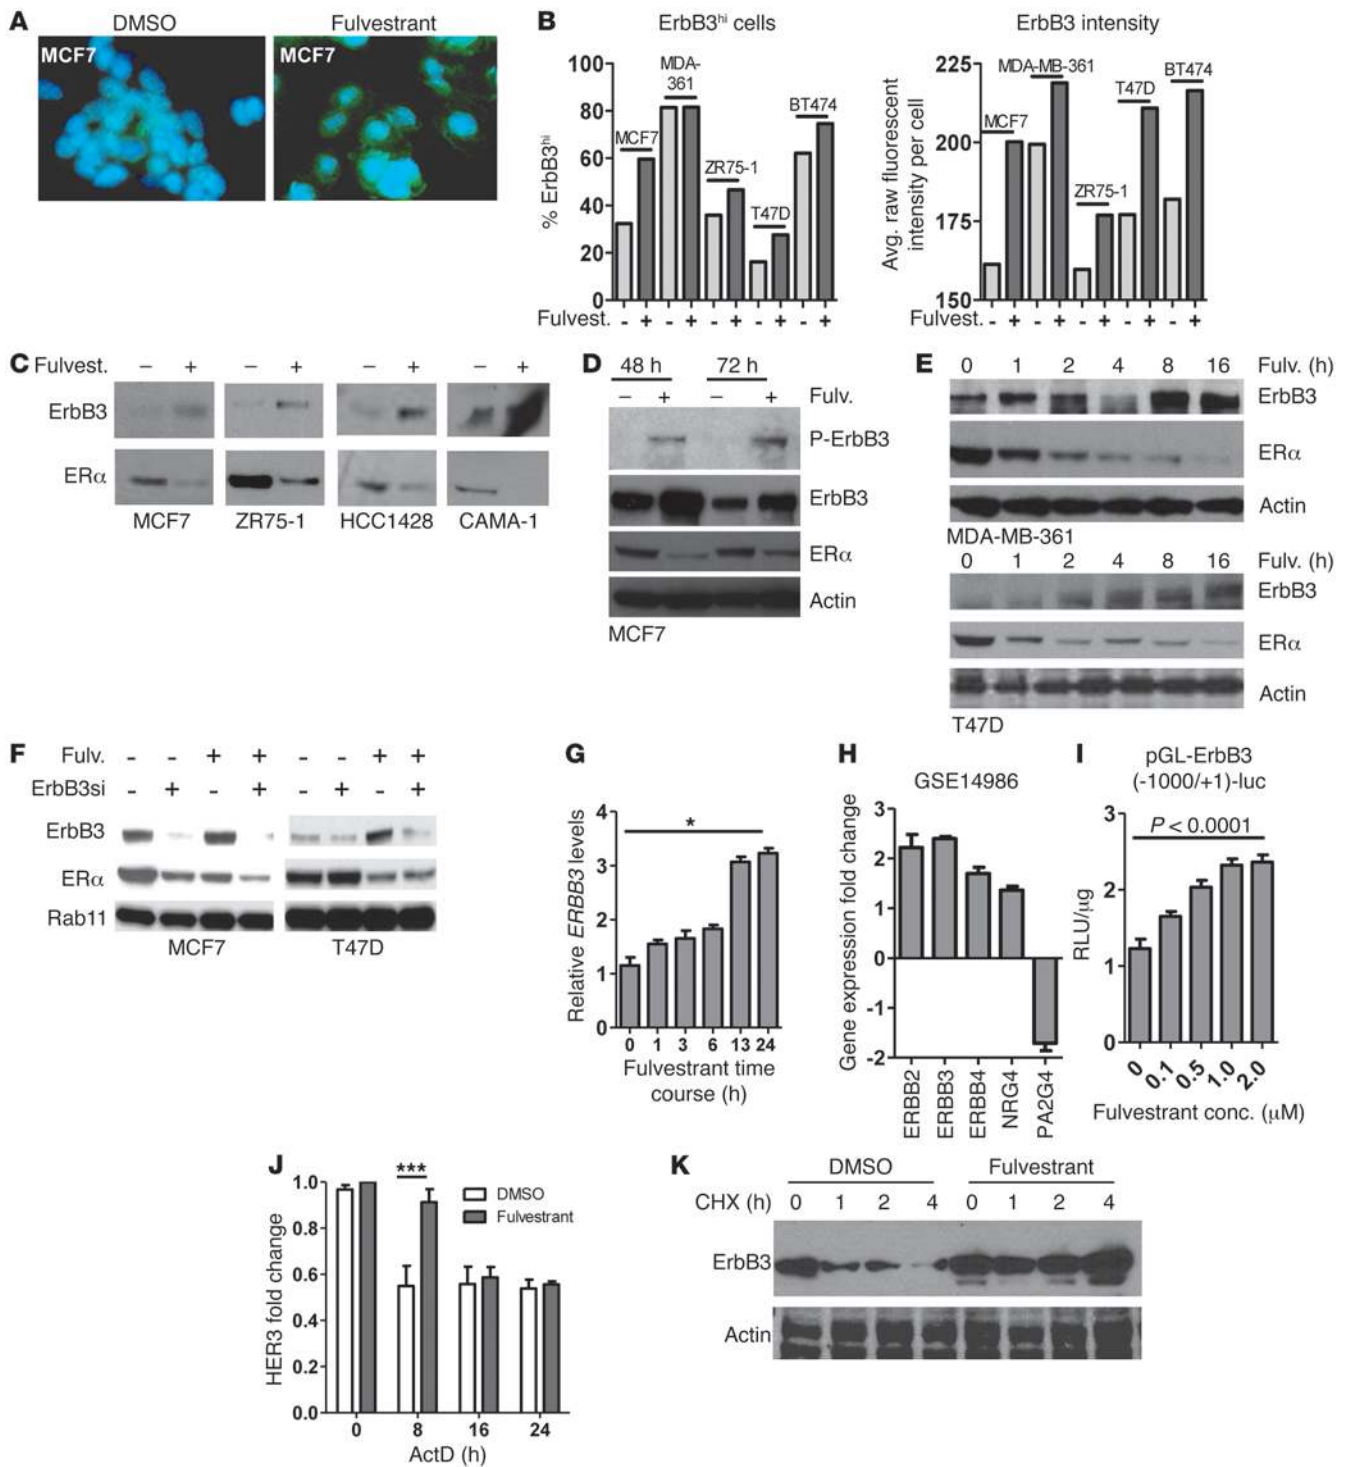 A
DMSO
Fulvestrant
MCF7
MCF7
B
ErbB3hi cells
ErbB3 intensity
% ErbB3hi
100
80
60
40
20
0
MCF7
MDA-
361
ZR75-1
T47D
BT474
Fulvest. - + - + - + - + - +
Avg. raw fluorescent
intensity per cell
225
200
175
150
MCF7
MDA-MB-361
ZR75-1
T47D
BT474
Fulvest. - + - + - + - + - +
C
Fulvest. – + – + – + – +
ErbB3
ERα
MCF7 ZR75-1 HCC1428 CAMA-1
D
48 h 72 h
– + – + Fulv.
P-ErbB3
ErbB3
ERα
Actin
MCF7
E
0 1 2 4 8 16 Fulv. (h)
ErbB3
ERα
Actin
MDA-MB-361
0 1 2 4 8 16 Fulv. (h)
ErbB3
ERα
Actin
T47D
F
Fulv. - - + + - - + +
ErbB3si - + - + - + - +
ErbB3
ERα
Rab11
MCF7 T47D
G
Relative ERBB3 levels
4
3
2
1
0
*
0 1 3 6 13 24
Fulvestrant time
course (h)
H
GSE14986
Gene expression fold change
3
2
1
0
-1
-2
ERBB2
ERBB3
ERBB4
NRG4
PA2G4
I
pGL-ErbB3
(-1000/+1)-luc
P < 0.0001
RLU/μg
3
2
1
0
0 0.1 0.5 1.0 2.0
Fulvestrant conc. (μM)
J
HER3 fold change
1.0
0.8
0.6
0.4
0.2
0.0
***
DMSO
Fulvestrant
0 8 16 24
ActD (h)
K
DMSO Fulvestrant
CHX (h) 0 1 2 4 0 1 2 4
ErbB3
Actin